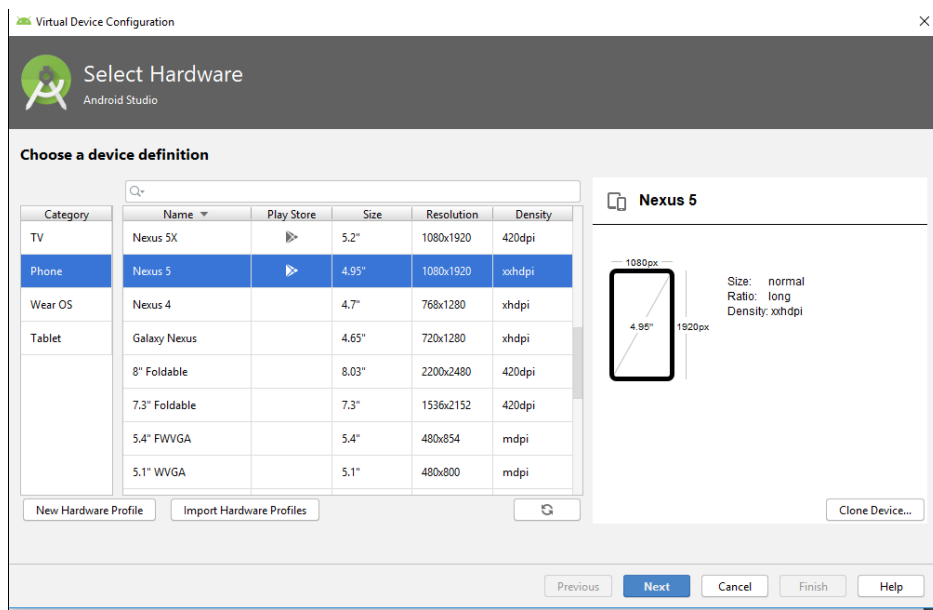 Virtual Device Configuration
Select Hardware
Android Studio
Choose a device definition
Category
TV
Phone
Wear OS
Tablet
Name Play Store Size Resolution Density
Nexus 5X 5.2" 1080x1920 420dpi
Nexus 5 4.95" 1080x1920 xxhdpi
Nexus 4 4.7" 768x1280 xhdpi
Galaxy Nexus 4.65" 720x1280 xhdpi
8" Foldable 8.03" 2200x2480 420dpi
7.3" Foldable 7.3" 1536x2152 420dpi
5.4" FWVGA 5.4" 480x854 mdpi
5.1" WVGA 5.1" 480x800 mdpi
New Hardware Profile Import Hardware Profiles
Nexus 5
1080px
4.95" 1920px
Size: normal
Ratio: long
Density: xxhdpi
Clone Device...
Previous Next Cancel Finish Help